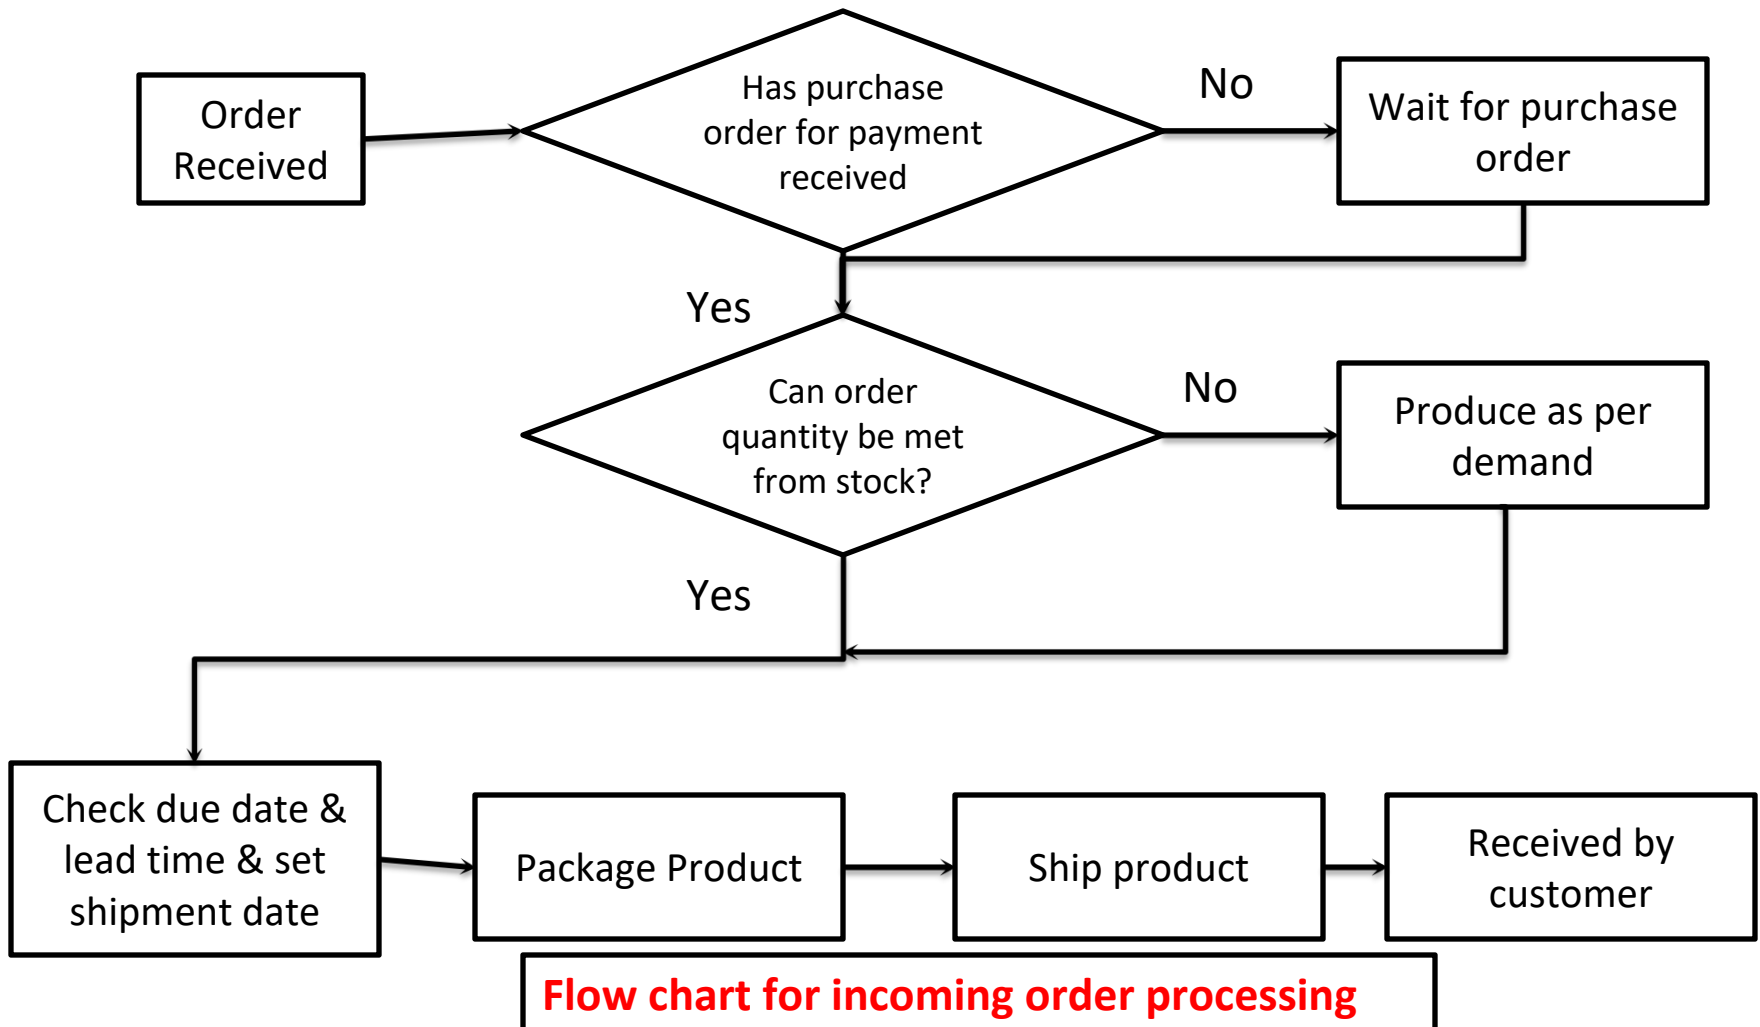 Order
Received
Has purchase
order for payment
received
No
Wait for purchase
order
Yes
Can order
quantity be met
from stock?
No
Produce as per
demand
Yes
Check due date &
lead time & set
shipment date
Package Product
Ship product
Received by
customer
Flow chart for incoming order processing